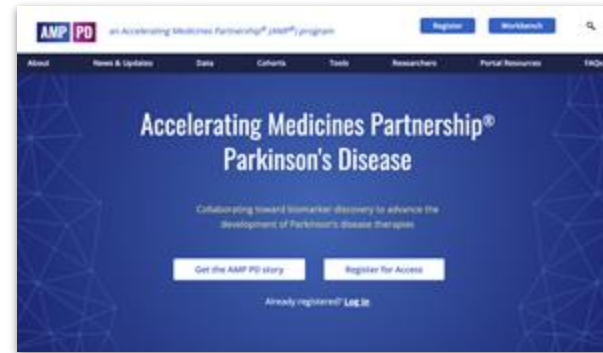 AMP PD an Accelerating Medicines Partnership® (AMP®) program Register Workbench
About News & Updates Data Cohorts Tools Researchers Portal Resources FAQs
Accelerating Medicines Partnership®
Parkinson's Disease
Collaborating toward biomarker discovery to advance the
development of Parkinson's disease therapies
Get the AMP PD story Register for Access
Already registered? Log in